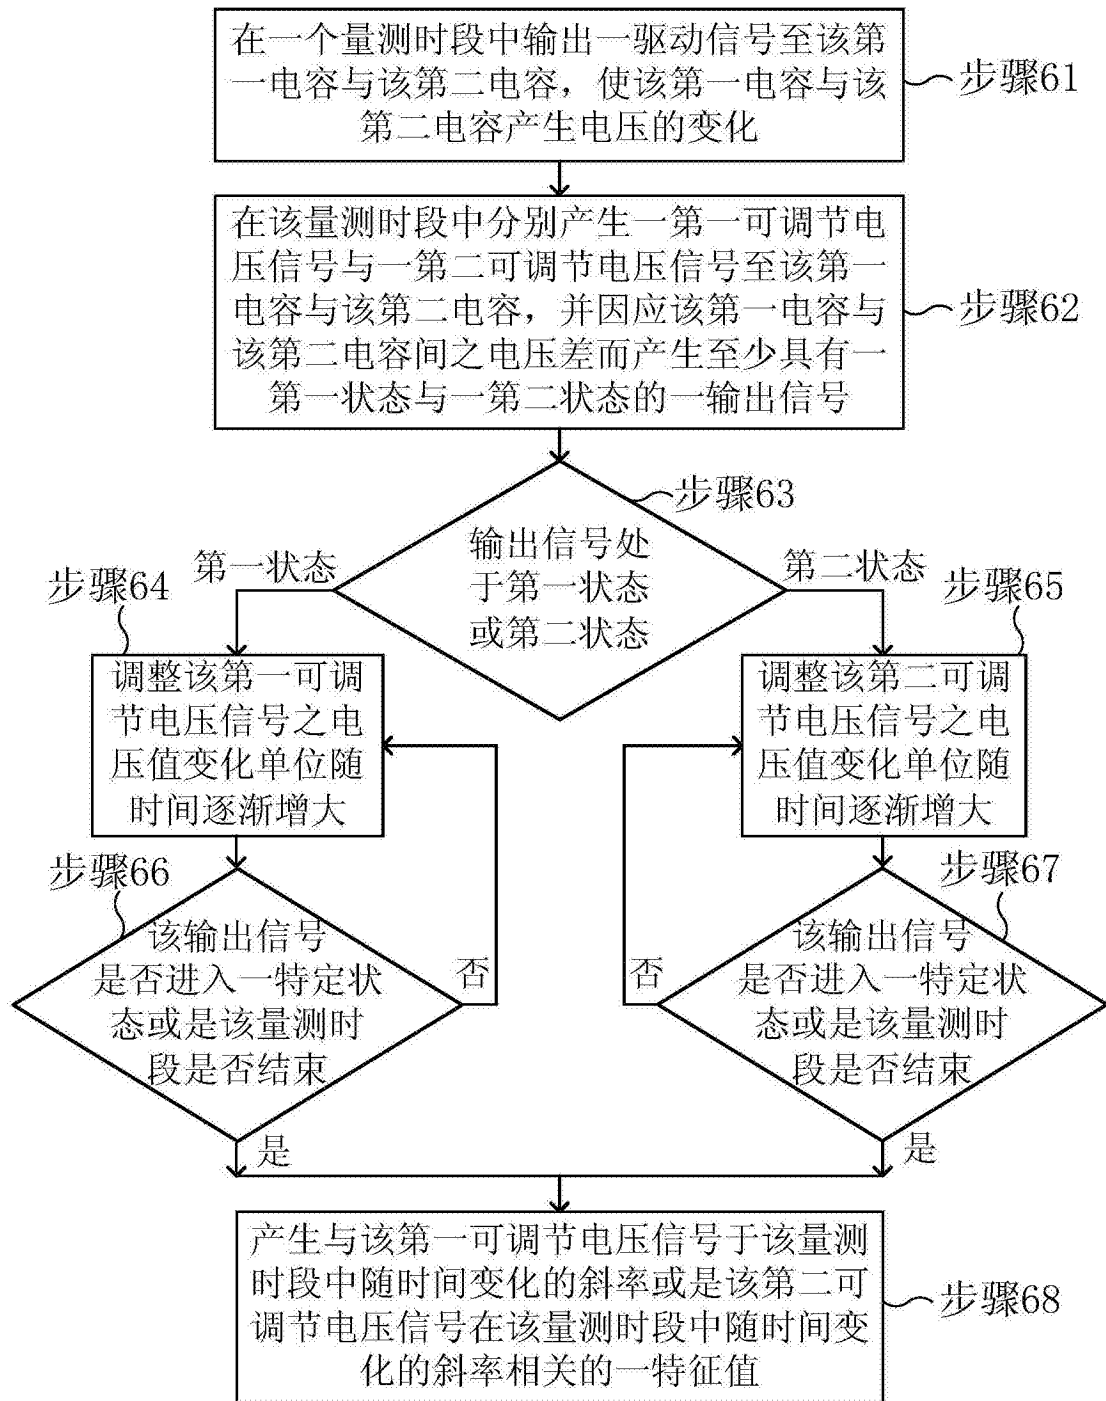 在一个量测时段中输出一驱动信号至该第
一电容与该第二电容，使该第一电容与该
第二电容产生电压的变化
步骤61
在该量测时段中分别产生一第一可调节电
压信号与一第二可调节电压信号至该第一
电容与该第二电容，并因应该第一电容与
该第二电容间之电压差而产生至少具有一
第一状态与一第二状态的一输出信号
步骤62
步骤63
输出信号处
于第一状态
或第二状态
第一状态
第二状态
步骤64
调整该第一可调
节电压信号之电
压值变化单位随
时间逐渐增大
步骤65
调整该第二可调
节电压信号之电
压值变化单位随
时间逐渐增大
步骤66
该输出信号
是否进入一特定状
态或是该量测时
段是否结束
否
是
步骤67
该输出信号
是否进入一特定状
态或是该量测时
段是否结束
否
是
产生与该第一可调节电压信号于该量测
时段中随时间变化的斜率或是该第二可
调节电压信号在该量测时段中随时间变
化的斜率相关的一特征值
步骤68